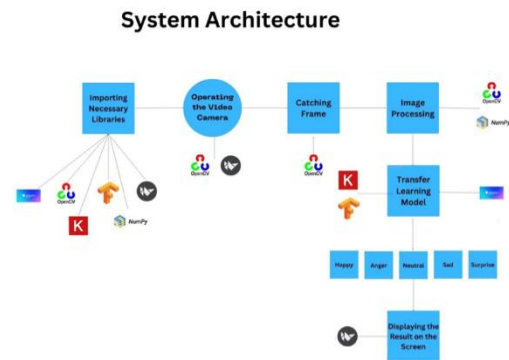 System Architecture
Importing
Necessary
Libraries
Operating
the Video
Camera
Catching
Frame
Image
Processing
OpenCV
NumPy
OpenCV
OpenCV
OpenCV
K
NumPy
K
Transfer
Learning
Model
Happy
Anger
Neutral
Sad
Surprise
Displaying the
Result on the
Screen